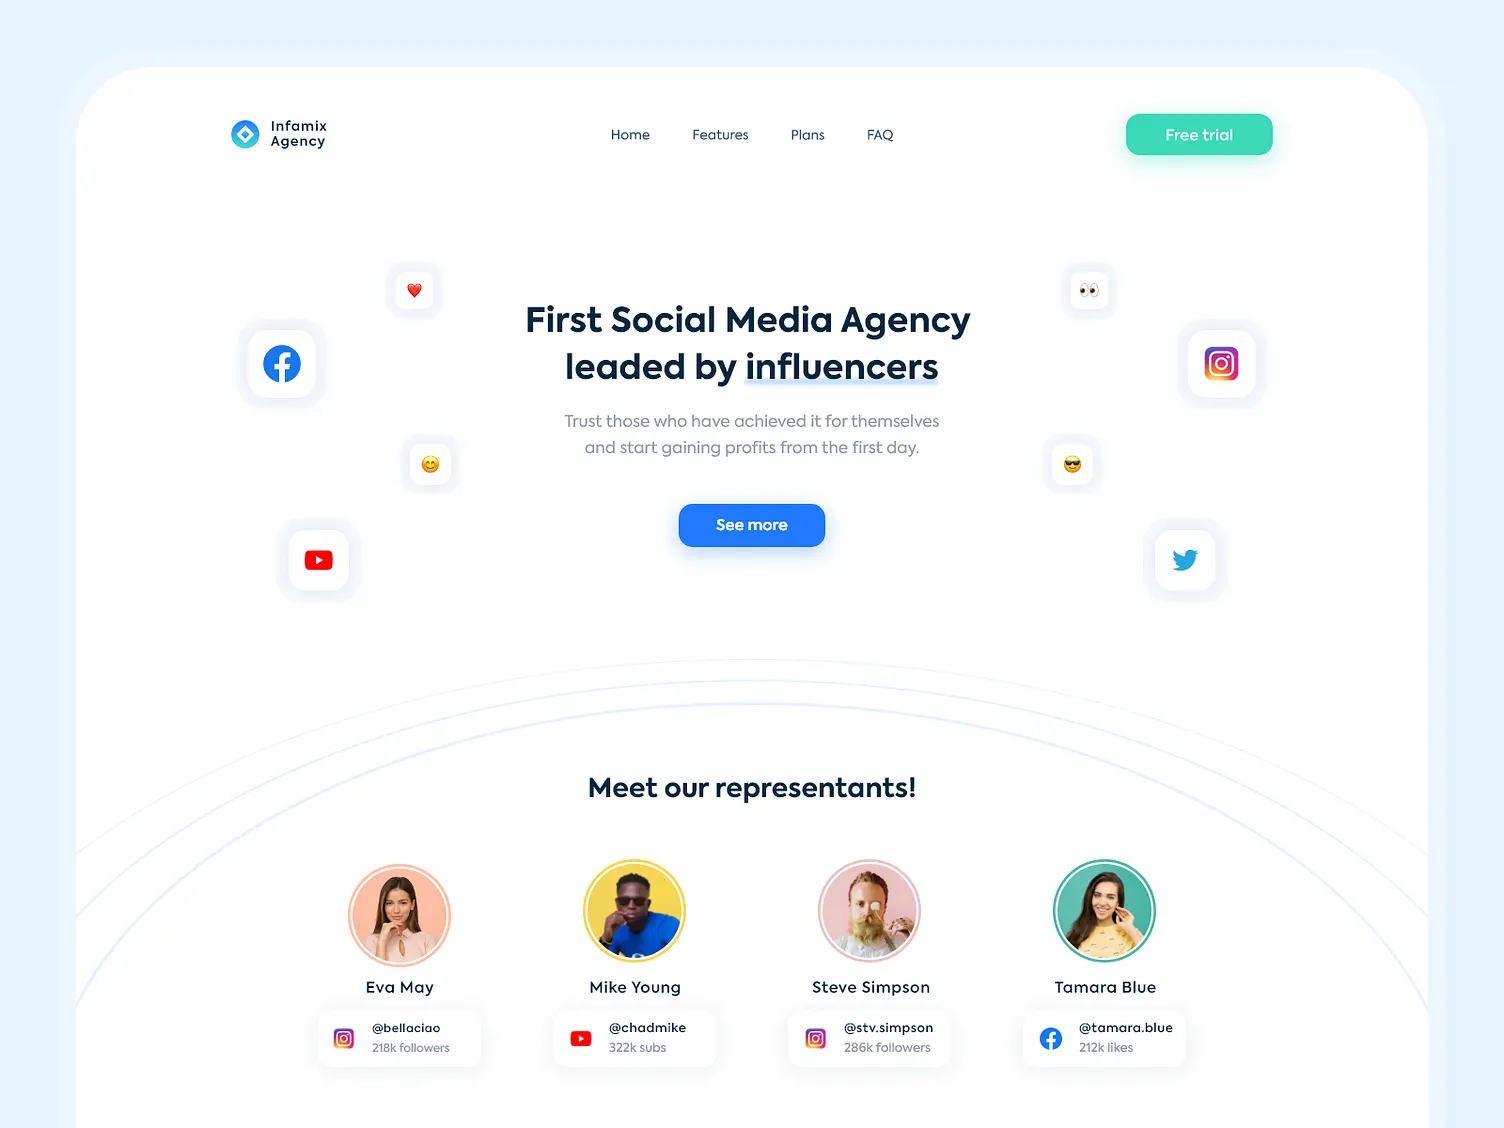 Infamix
Agency
Home
Features
Plans
FAQ
Free trial
First Social Media Agency
leaded by influencers
Trust those who have achieved it for themselves
and start gaining profits from the first day.
See more
Meet our representants!
Eva May
@bellaciao
218k followers
Mike Young
@chadmike
322k subs
Steve Simpson
@stv.simpson
286k followers
Tamara Blue
@tamara.blue
212k likes